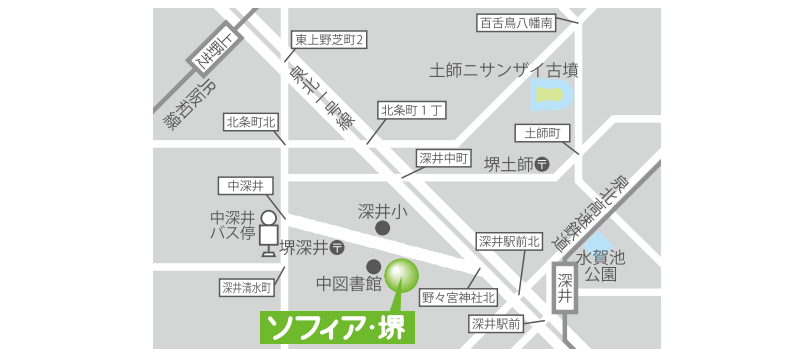 百舌鳥八幡南
東上野芝町2
上野芝
土師ニサンザイ古墳
泉北一号線
JR阪和線
北条町1丁
北条町北
土師町
深井中町
堺土師〒
中深井
泉北高速鉄道
深井小
中深井
バス停
堺深井〒
深井駅前北
水賀池
公園
中図書館
深井
深井清水町
野々宮神社北
深井駅前
ソフィア・堺